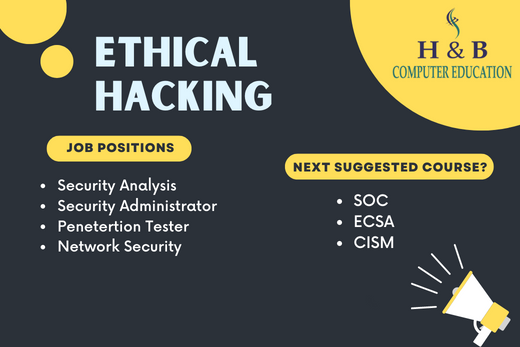 ETHICAL
HACKING
H & B
COMPUTER EDUCATION
JOB POSITIONS
• Security Analysis
• Security Administrator
• Penetertion Tester
• Network Security
NEXT SUGGESTED COURSE?
• SOC
• ECSA
• CISM